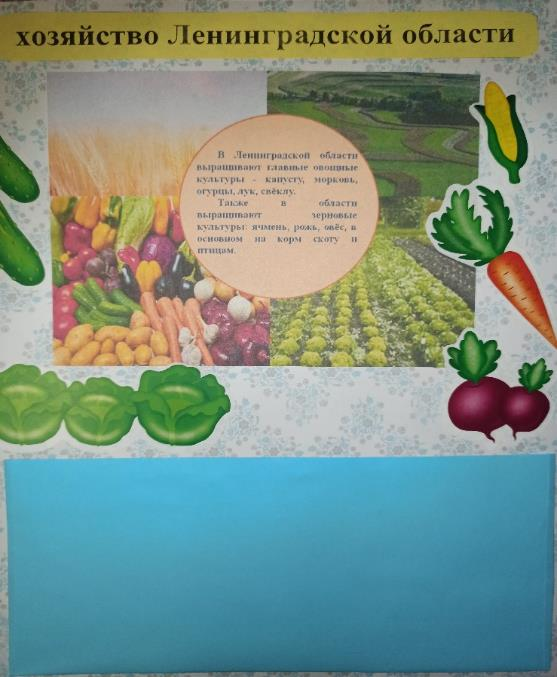 хозяйство Ленинградской области
В Ленинградской области
выращивают главные овощные
культуры - капусту, морковь,
огурцы, лук, свёклу.
Также в области
выращивают зерновые
культуры: ячмень, рожь, овёс, в
основном на корм скоту и
птицам.